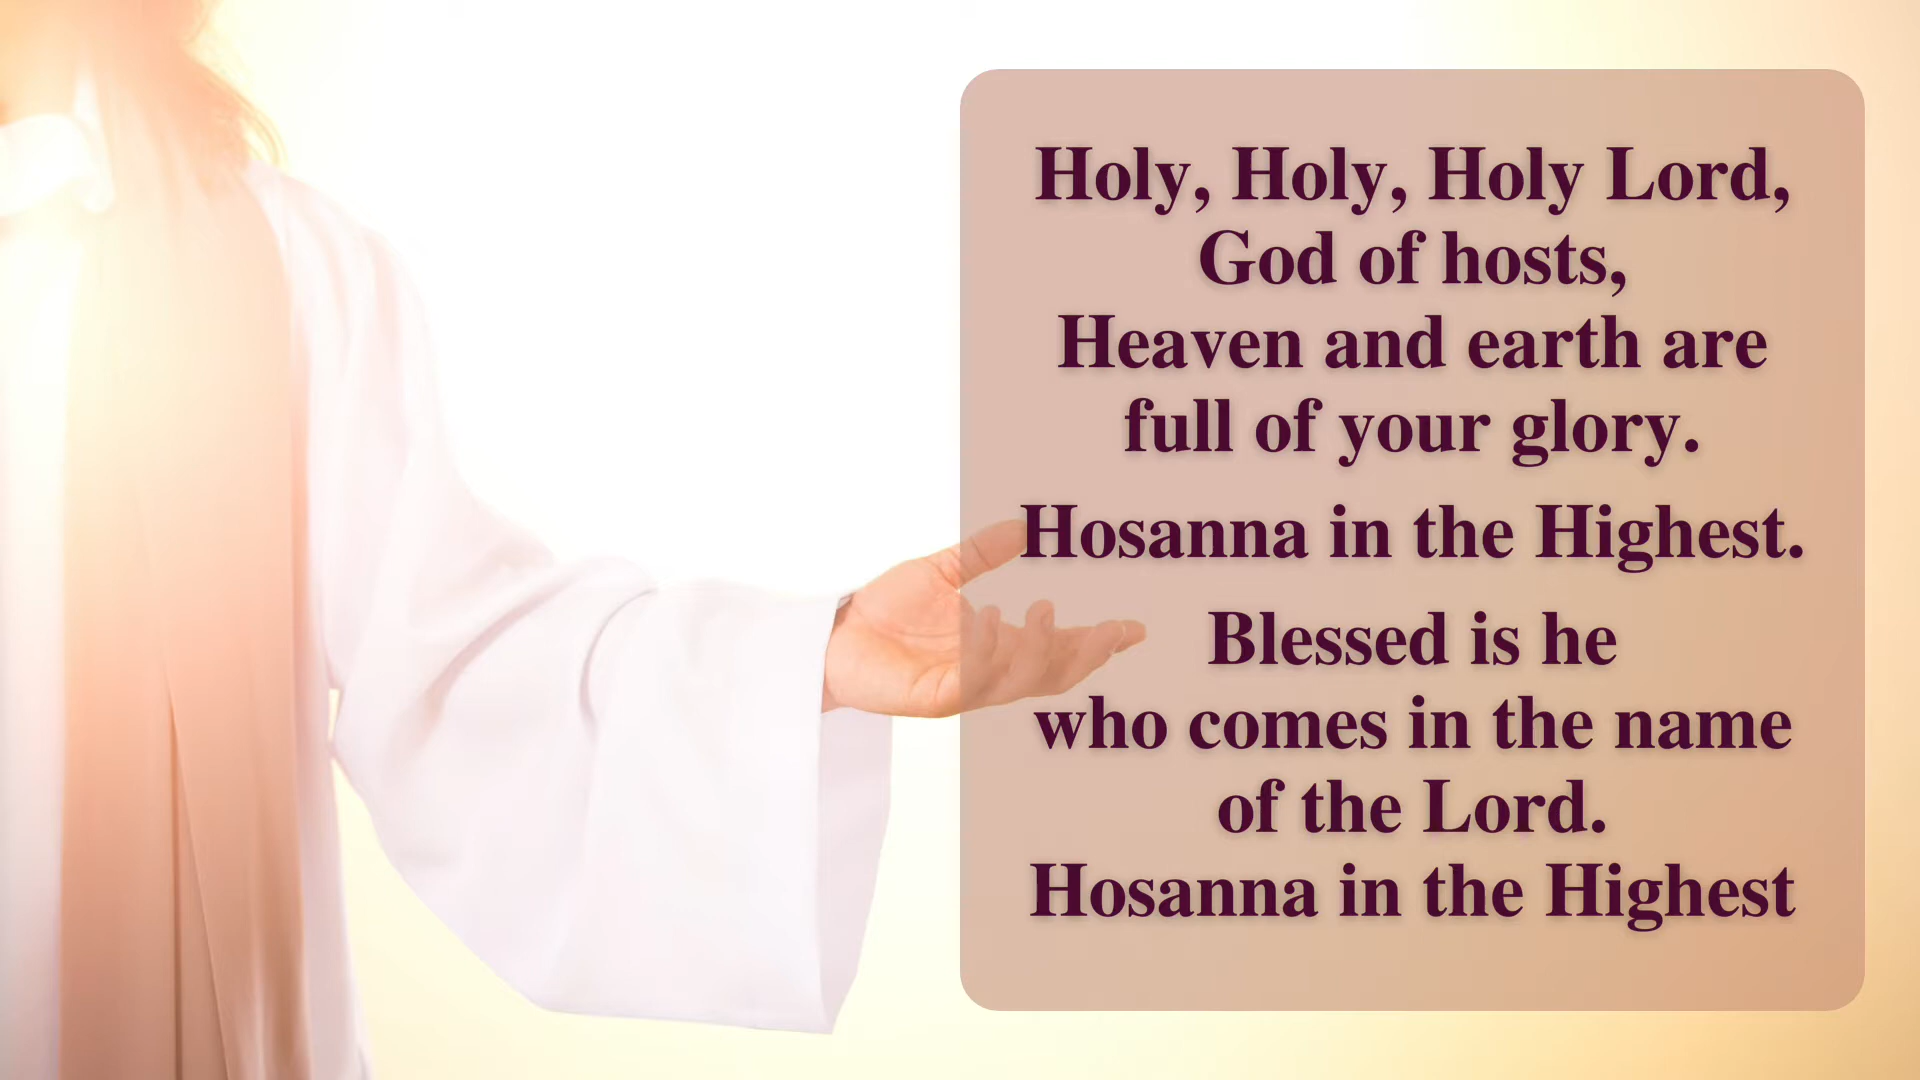 Holy, Holy, Holy Lord,
God of hosts,
Heaven and earth are
full of your glory.
Hosanna in the Highest.
Blessed is he
who comes in the name
of the Lord.
Hosanna in the Highest